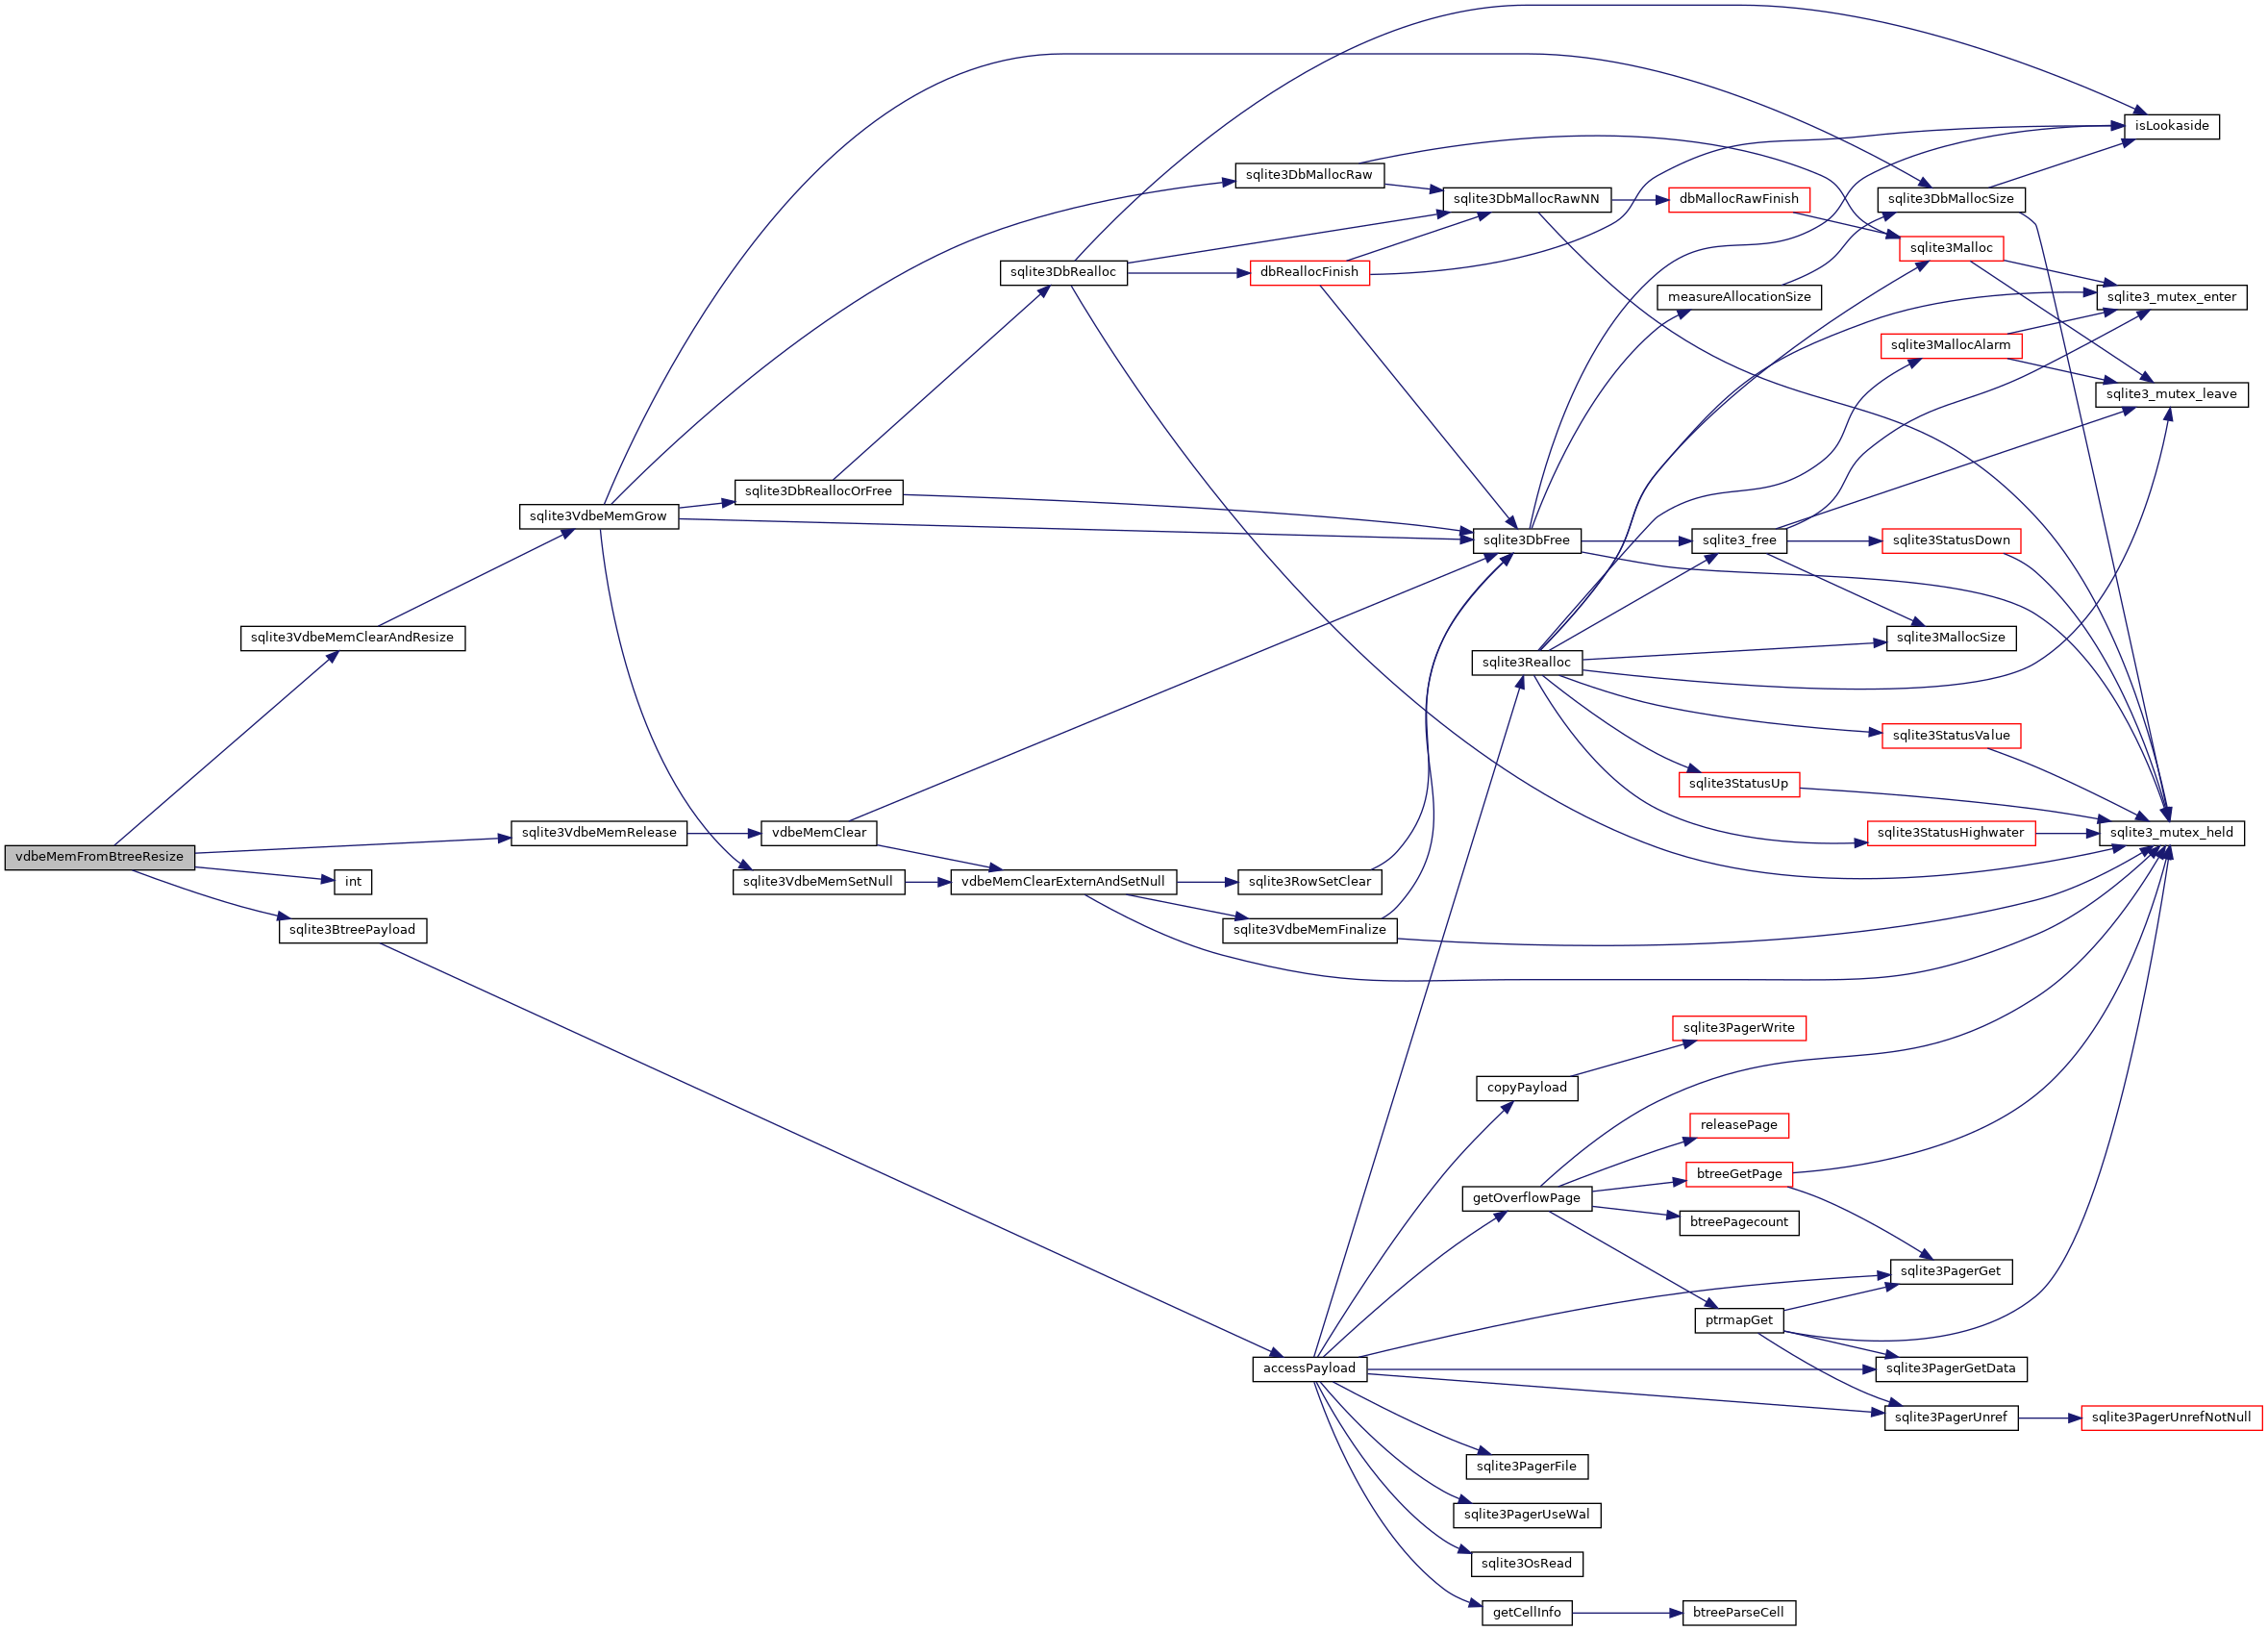 isLookaside
sqlite3DbMallocRaw
sqlite3DbMallocRawNN
dbMallocRawFinish
sqlite3DbMallocSize
sqlite3Malloc
sqlite3DbRealloc
dbReallocFinish
measureAllocationSize
sqlite3_mutex_enter
sqlite3MallocAlarm
sqlite3_mutex_leave
sqlite3DbReallocOrFree
sqlite3VdbeMemGrow
sqlite3DbFree
sqlite3_free
sqlite3StatusDown
sqlite3VdbeMemClearAndResize
sqlite3MallocSize
sqlite3Realloc
sqlite3StatusValue
sqlite3StatusUp
sqlite3VdbeMemRelease
vdbeMemClear
sqlite3StatusHighwater
sqlite3_mutex_held
vdbeMemFromBtreeResize
int
sqlite3VdbeMemSetNull
vdbeMemClearExternAndSetNull
sqlite3RowSetClear
sqlite3BtreePayload
sqlite3VdbeMemFinalize
sqlite3PagerWrite
copyPayload
releasePage
btreeGetPage
getOverflowPage
btreePagecount
sqlite3PagerGet
ptrmapGet
accessPayload
sqlite3PagerGetData
sqlite3PagerUnref
sqlite3PagerUnrefNotNull
sqlite3PagerFile
sqlite3PagerUseWal
sqlite3OsRead
getCellInfo
btreeParseCell